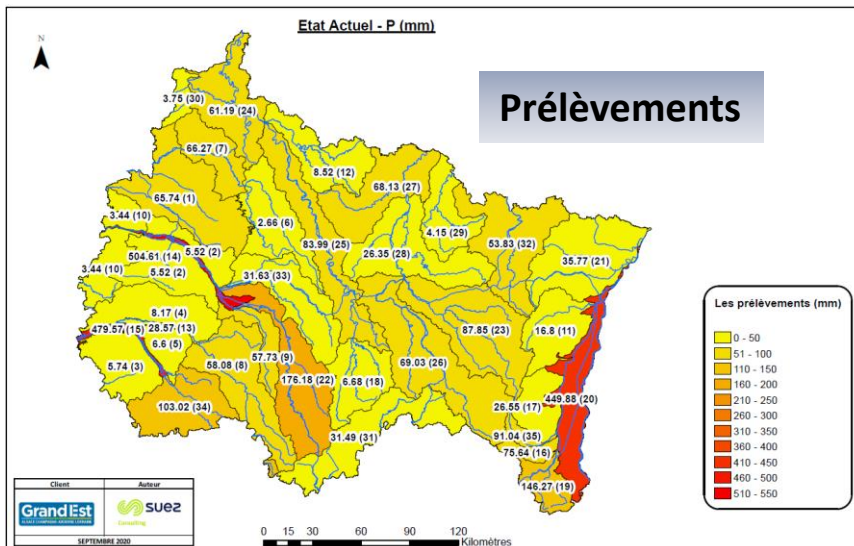 Etat Actuel - P (mm)
N
Prélèvements
3.75 (30)
61.19 (24)
66.27 (7)
8.52 (12)
68.13 (27)
65.74 (1)
3.44 (10)
2.66 (6)
4.15 (29)
53.83 (32)
83.99 (25)
504.61 (14)
5.52 (2)
26.35 (28)
35.77 (21)
3.44 (10)
5.52 (2)
31.63 (33)
8.17 (4)
16.8 (11)
479.57 (15)
28.57 (13)
87.85 (23)
6.6 (5)
57.73 (9)
5.74 (3)
58.08 (8)
69.03 (26)
176.18 (22)
6.68 (18)
103.02 (34)
26.55 (17)
449.88 (20)
31.49 (31)
91.04 (35)
75.64 (16)
146.27 (19)
Les prélèvements (mm)
0 - 50
51 - 100
110 - 150
160 - 200
210 - 250
260 - 300
310 - 350
360 - 400
410 - 450
460 - 500
510 - 550
Client
Auteur
GrandEst
ALSACE CHAMPAGNE-ARDENNE LORRAINE
suez
Consulting
SEPTEMBRE 2020
0 15 30 60 90 120
Kilomètres